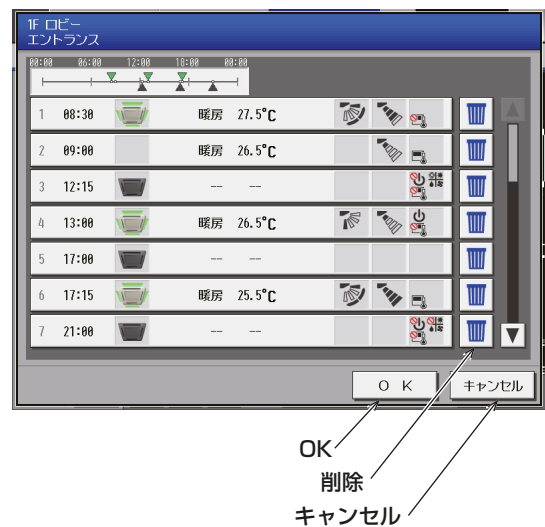 1F ロビー
エントランス
00:00 06:00 12:00 18:00 00:00
1 08:30 暖房 27.5°C
2 09:00 暖房 26.5°C
3 12:15 -- --
4 13:00 暖房 26.5°C
5 17:00 -- --
6 17:15 暖房 25.5°C
7 21:00 -- --
OK キャンセル
OK
削除
キャンセル